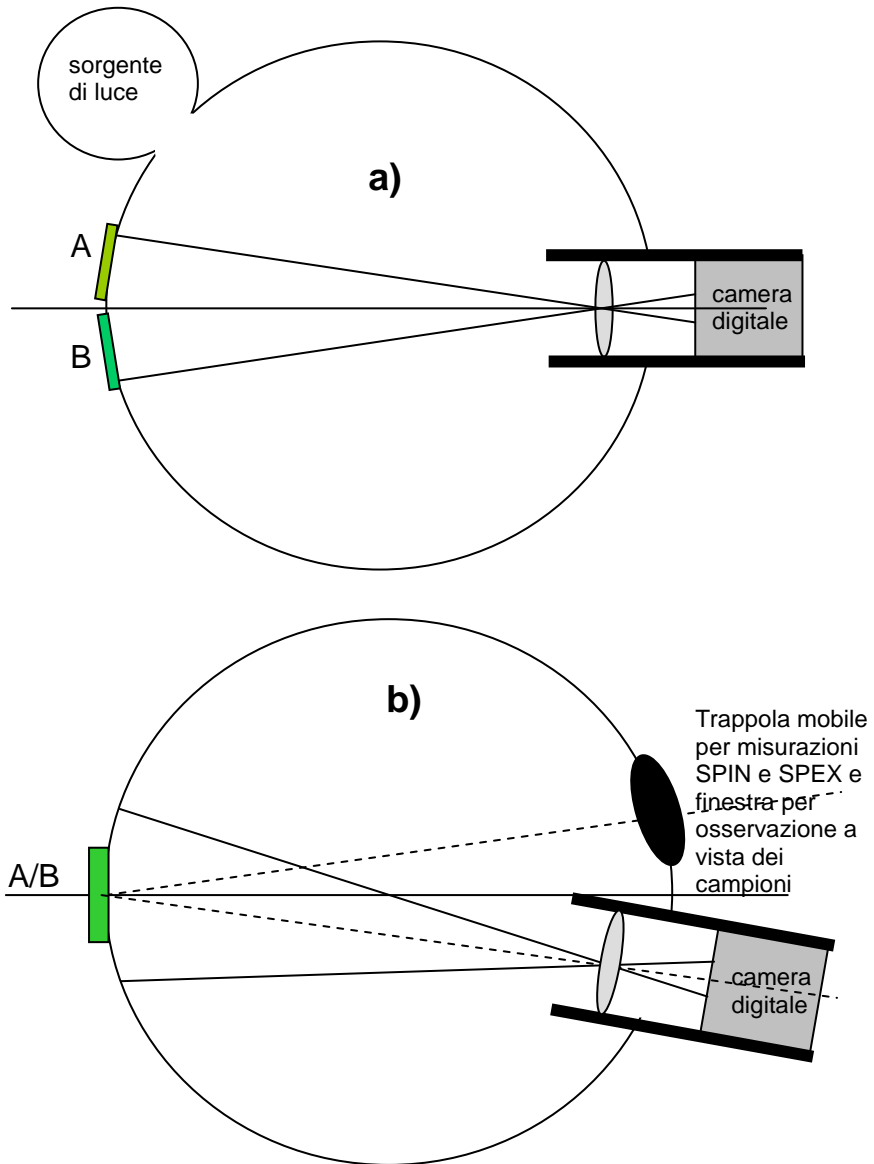 sorgente
di luce
a)
A
B
camera
digitale
b)
Trappola mobile
per misurazioni
SPIN e SPEX e
finestra per
osservazione a
vista dei
campioni
A/B
camera
digitale